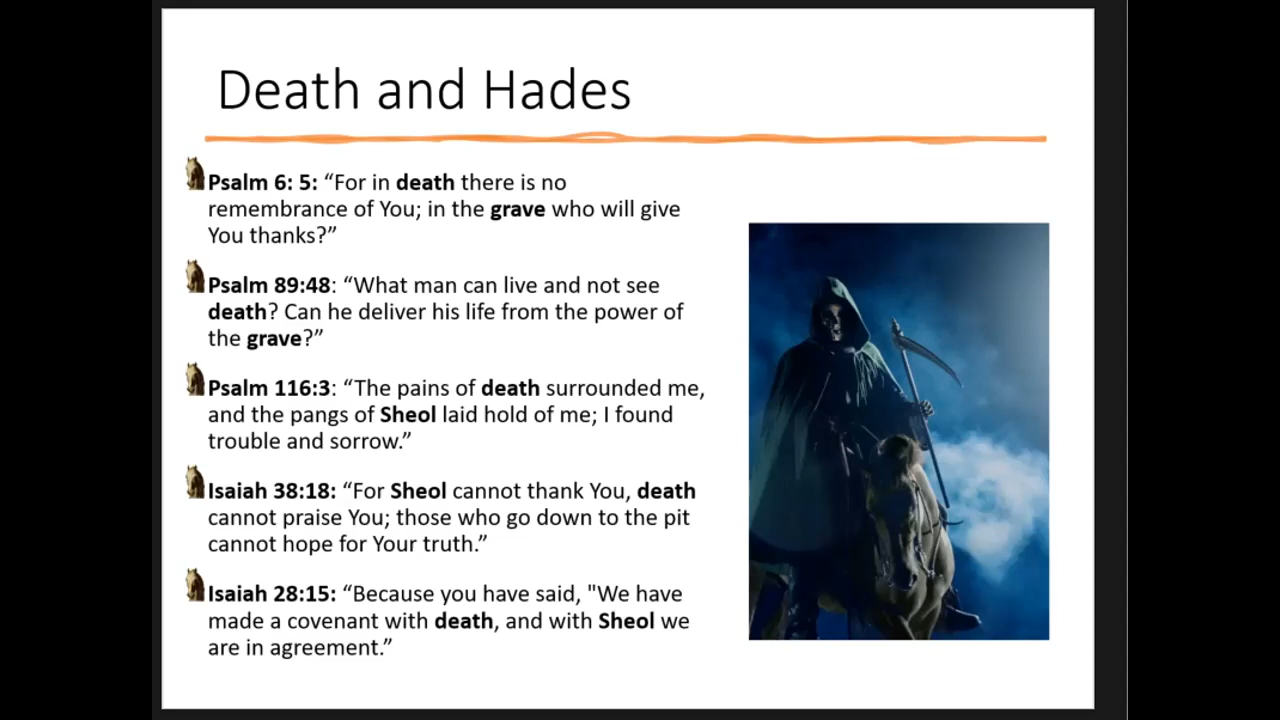 Death and Hades
Psalm 6: 5: “For in death there is no
remembrance of You; in the grave who will give
You thanks?”
Psalm 89:48: “What man can live and not see
death? Can he deliver his life from the power of
the grave?”
Psalm 116:3: “The pains of death surrounded me,
and the pangs of Sheol laid hold of me; I found
trouble and sorrow.”
Isaiah 38:18: “For Sheol cannot thank You, death
cannot praise You; those who go down to the pit
cannot hope for Your truth.”
Isaiah 28:15: “Because you have said, "We have
made a covenant with death, and with Sheol we
are in agreement.”